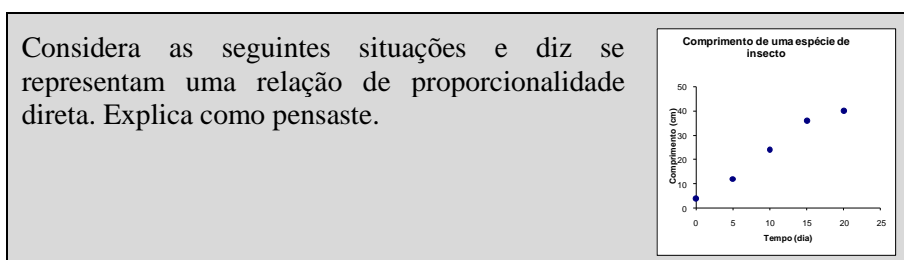 Considera as seguintes situações e diz se
representam uma relação de proporcionalidade
direta. Explica como pensaste.
Comprimento de uma espécie de
insecto
Comprimento (cm)
50
40
30
20
10
0
0 5 10 15 20 25
Tempo (dia)